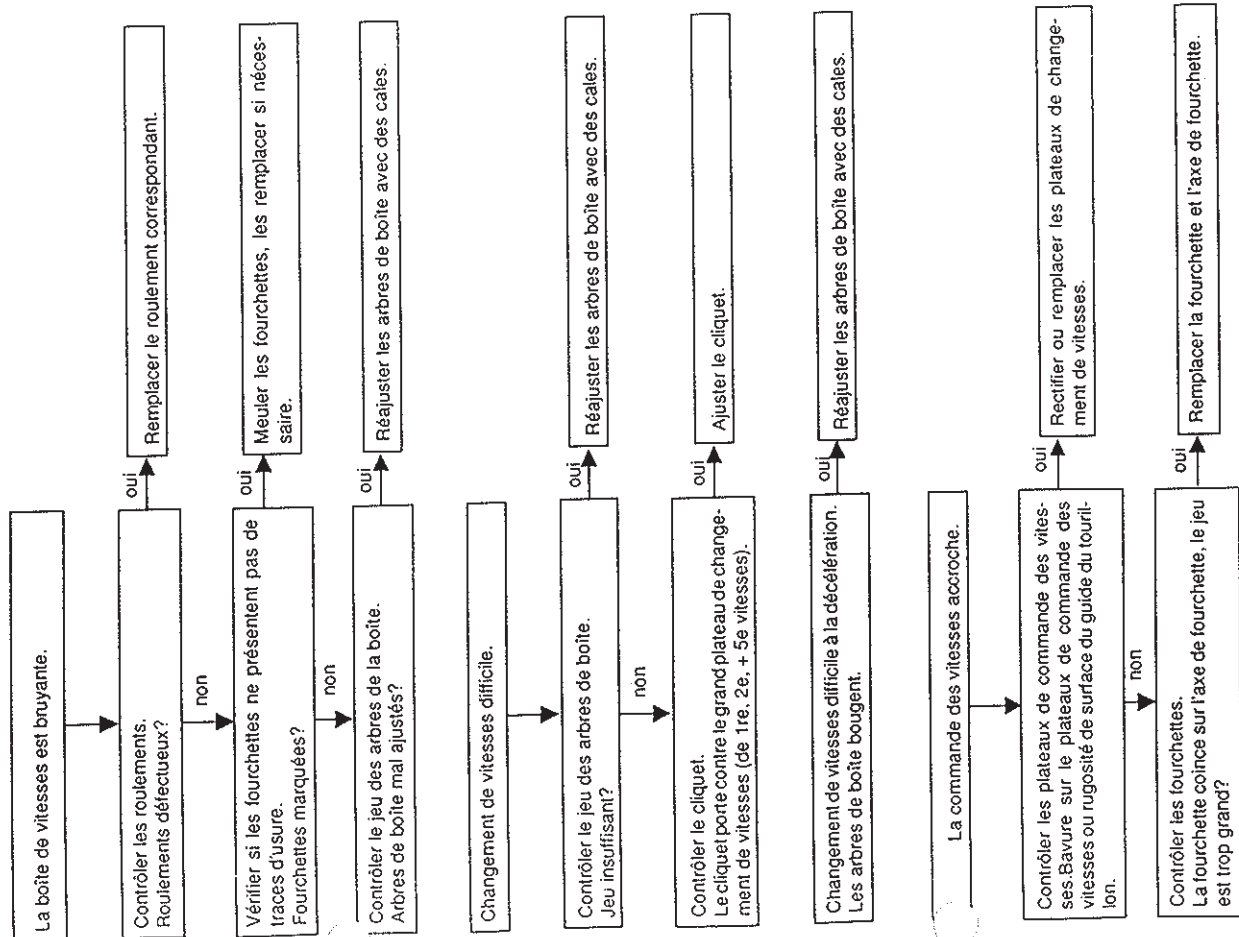 La boîte de vitesses est bruyante.
Contrôler les roulements.
Roulements défectueux?
oui
Remplacer le roulement correspondant.
non
Vérifier si les fourchettes ne présentent pas de
traces d'usure.
Fourchettes marquées?
oui
Meuler les fourchettes, les remplacer si néces-
saire.
non
Contrôler le jeu des arbres de la boîte.
Arbres de boîte mal ajustés?
oui
Réajuster les arbres de boîte avec des cales.
Changement de vitesses difficile.
Contrôler le jeu des arbres de boîte.
Jeu insuffisant?
oui
Réajuster les arbres de boîte avec des cales.
non
Contrôler le cliquet.
Le cliquet porte contre le grand plateau de change-
ment de vitesses (de 1re, 2e, + 5e vitesses).
oui
Ajuster le cliquet.
Changement de vitesses difficile à la décélération.
Les arbres de boîte bougent.
oui
Réajuster les arbres de boîte avec des cales.
La commande des vitesses accroche.
Contrôler les plateaux de commande des vites-
ses.Bavure sur le plateaux de commande des
vitesses ou rugosité de surface du guide du touril-
lon.
oui
Rectifier ou remplacer les plateaux de change-
ment de vitesses.
non
Contrôler les fourchettes.
La fourchette coince sur l'axe de fourchette, le jeu
est trop grand?
oui
Remplacer la fourchette et l'axe de fourchette.